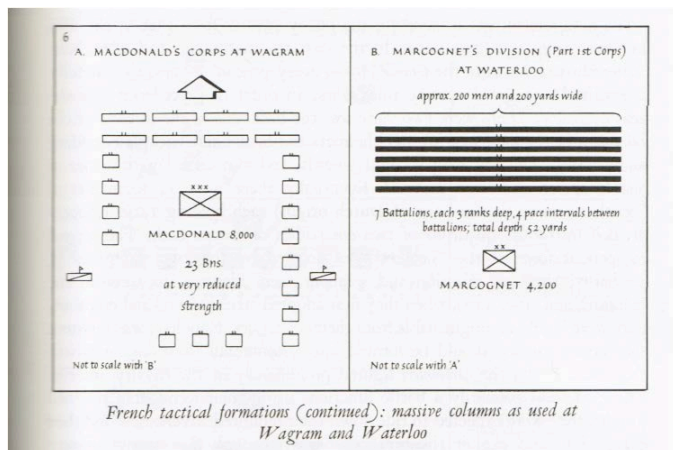 6
A. MACDONALD'S CORPS AT WAGRAM
xxx
MACDONALD 8,000
23 Bns.
at very reduced
strength
P
P
Not to scale with 'B'
B. MARCOGNET'S DIVISION (Part 1st Corps)
AT WATERLOO
approx. 200 men and 200 yards wide
7 Battalions, each 3 ranks deep, 4 pace intervals between
battalions; total depth 52 yards
xx
MARCOGNET 4,200
Not to scale with 'A'
French tactical formations (continued): massive columns as used at
Wagram and Waterloo